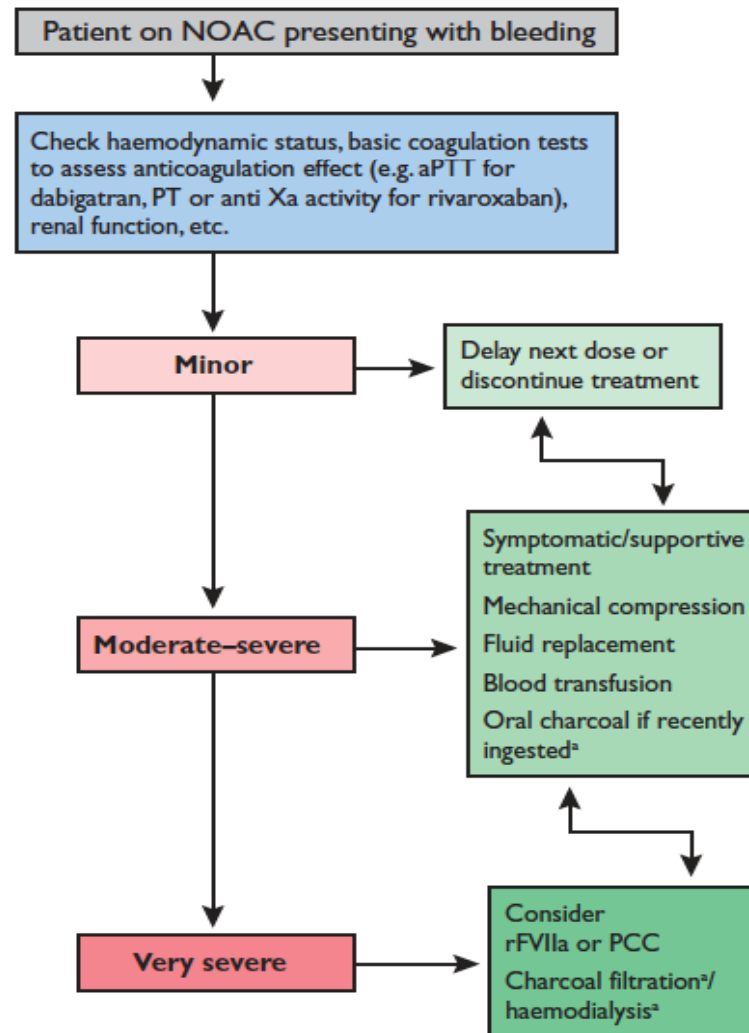 Patient on NOAC presenting with bleeding
Check haemodynamic status, basic coagulation tests
to assess anticoagulation effect (e.g. aPTT for
dabigatran, PT or anti Xa activity for rivaroxaban),
renal function, etc.
Minor
Delay next dose or
discontinue treatment
Moderate–severe
Symptomatic/supportive
treatment
Mechanical compression
Fluid replacement
Blood transfusion
Oral charcoal if recently
ingestedᵃ
Very severe
Consider
rFVIIa or PCC
Charcoal filtrationᵃ/
haemodialysisᵃ